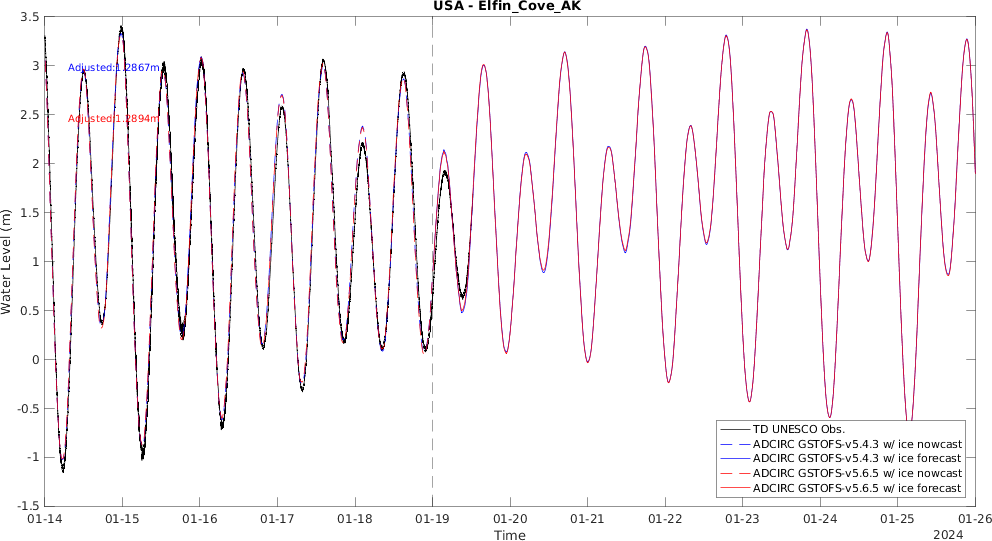 USA - Elfin_Cove_AK
3.5
3
2.5
2
1.5
1
0.5
0
-0.5
-1
-1.5
Water Level (m)
Adjusted:1.2867m
Adjusted:1.2894m
TD UNESCO Obs.
ADCIRC GSTOFS-v5.4.3 w/ ice nowcast
ADCIRC GSTOFS-v5.4.3 w/ ice forecast
ADCIRC GSTOFS-v5.6.5 w/ ice nowcast
ADCIRC GSTOFS-v5.6.5 w/ ice forecast
01-14 01-15 01-16 01-17 01-18 01-19 01-20 01-21 01-22 01-23 01-24 01-25 01-26
Time
2024